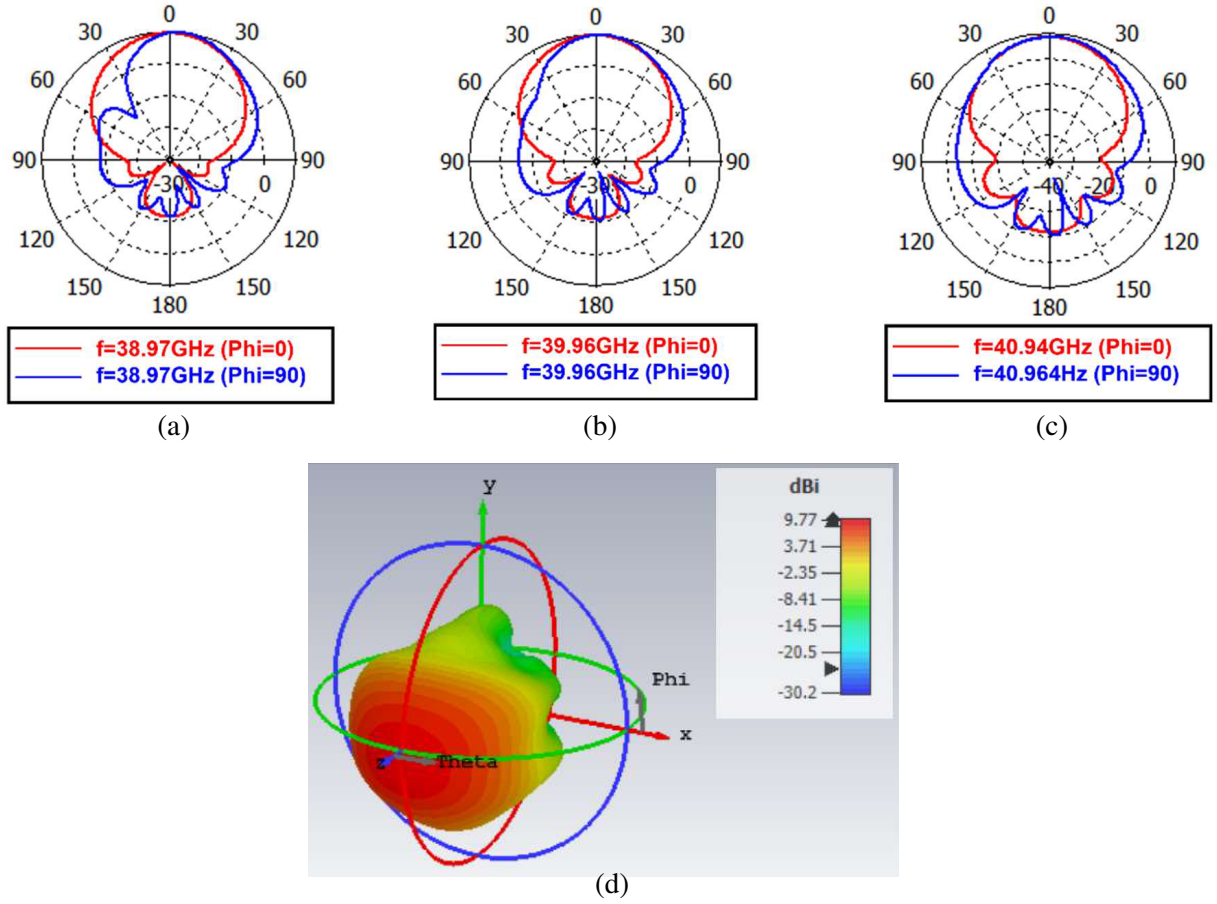 0
30 30
60 60
90 90
-30 0
120 120
150 150
180
f=38.97GHz (Phi=0)
f=38.97GHz (Phi=90)
(a)
0
30 30
60 60
90 90
-30 0
120 120
150 150
180
f=39.96GHz (Phi=0)
f=39.96GHz (Phi=90)
(b)
0
30 30
60 60
90 90
-40 -20 0
120 120
150 150
180
f=40.94GHz (Phi=0)
f=40.964Hz (Phi=90)
(c)
y
Phi
x
z Theta
dBi
9.77
3.71
-2.35
-8.41
-14.5
-20.5
-30.2
(d)